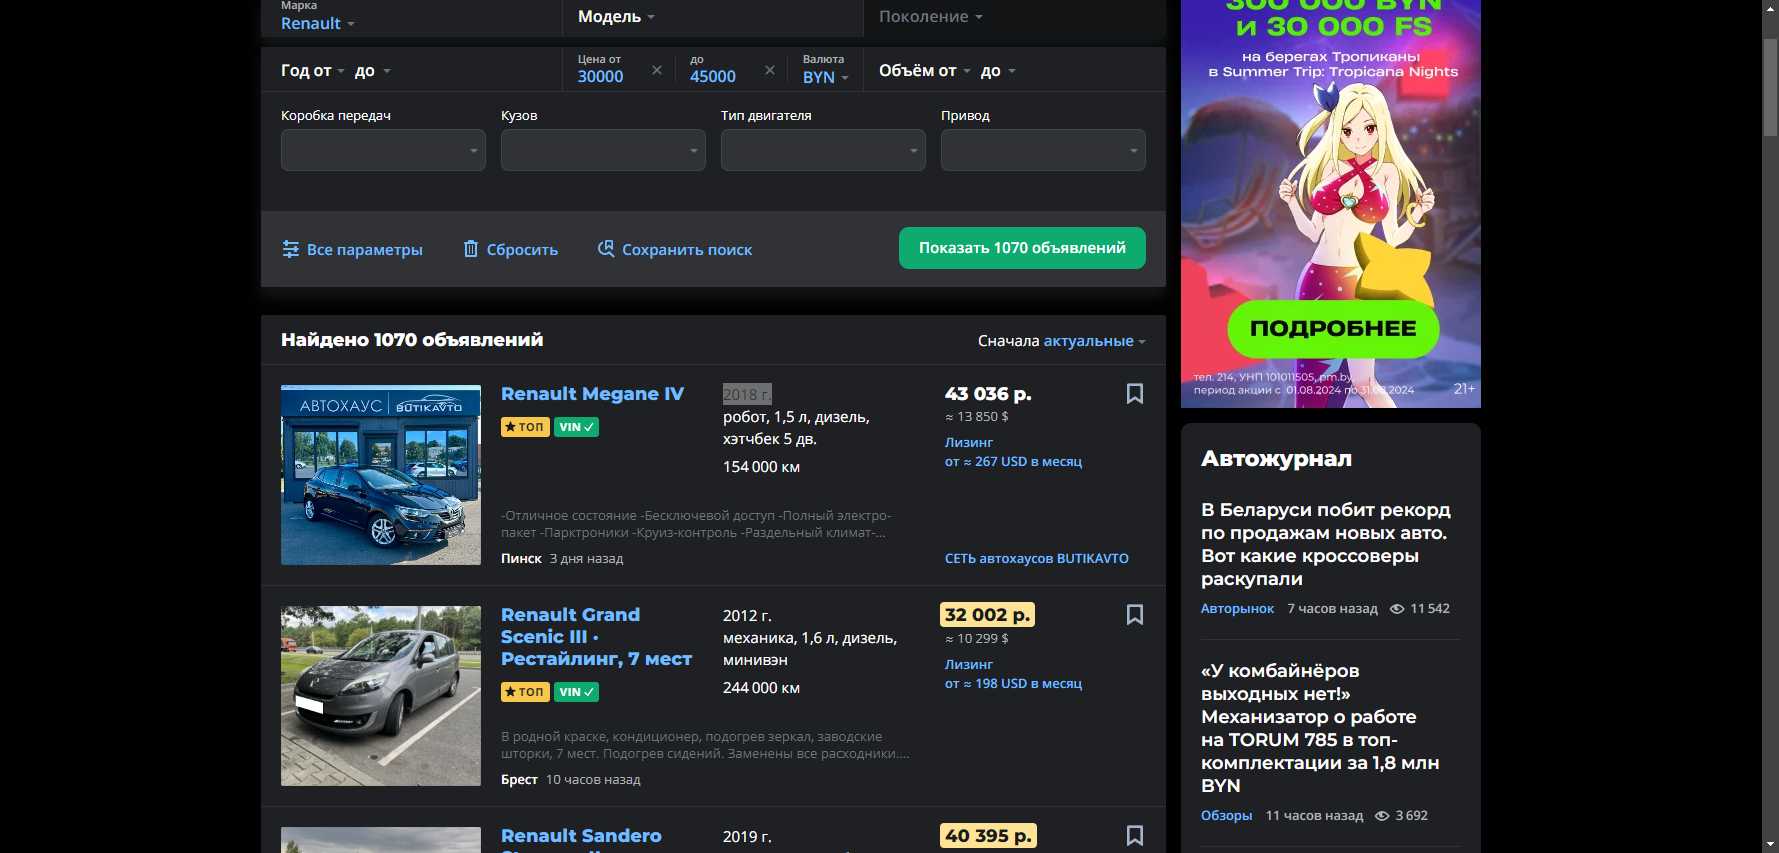 Марка
Renault
Модель
Поколение
Год от
до
Цена от
30000
до
45000
Валюта
BYN
Объём от
до
Коробка передач
Кузов
Тип двигателя
Привод
Все параметры
Сбросить
Сохранить поиск
Показать 1070 объявлений
Найдено 1070 объявлений
Сначала актуальные
АВТОХАУС | BUTIKAVTO
Renault Megane IV
ТОП
VIN
2018 г.
робот, 1,5 л, дизель,
хэтчбек 5 дв.
154 000 км
43 036 р.
≈ 13 850 $
Лизинг
от ≈ 267 USD в месяц
-Отличное состояние -Бесключевой доступ -Полный электро-
пакет -Парктроники -Круиз-контроль -Раздельный климат-...
Пинск 3 дня назад
СЕТЬ автохаусов BUTIKAVTO
Renault Grand
Scenic III ·
Рестайлинг, 7 мест
ТОП
VIN
2012 г.
механика, 1,6 л, дизель,
минивэн
244 000 км
32 002 р.
≈ 10 299 $
Лизинг
от ≈ 198 USD в месяц
В родной краске, кондиционер, подогрев зеркал, заводские
шторки, 7 мест. Подогрев сидений. Заменены все расходники....
Брест 10 часов назад
Renault Sandero
2019 г.
40 395 р.
300 000 BYN
и 30 000 FS
на берегах Тропиканы
в Summer Trip: Tropicana Nights
ПОДРОБНЕЕ
тел. 214, УНП 101011505, pm.by,
период акции с 01.08.2024 по 31.08.2024
21+
Автожурнал
В Беларуси побит рекорд
по продажам новых авто.
Вот какие кроссоверы
раскупали
Авторынок 7 часов назад 11 542
«У комбайнёров
выходных нет!»
Механизатор о работе
на TORUM 785 в топ-
комплектации за 1,8 млн
BYN
Обзоры 11 часов назад 3 692